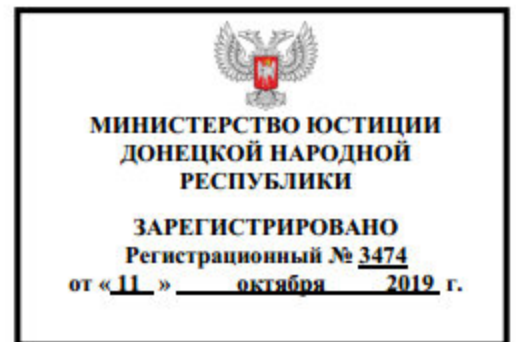 МИНИСТЕРСТВО ЮСТИЦИИ
ДОНЕЦКОЙ НАРОДНОЙ
РЕСПУБЛИКИ
ЗАРЕГИСТРИРОВАНО
Регистрационный № 3474
от « 11 » октября 2019 г.